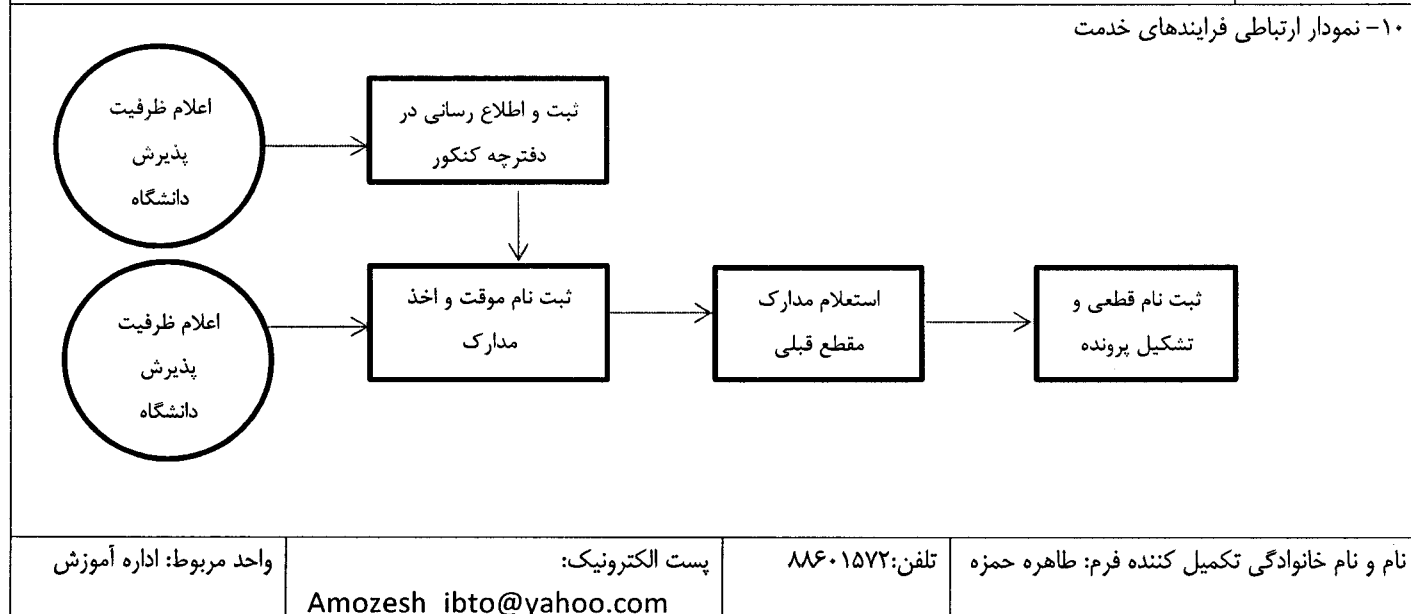 ۱۰- نمودار ارتباطی فرایندهای خدمت
اعلام ظرفیت
پذیرش
دانشگاه
ثبت و اطلاع رسانی در
دفترچه کنکور
اعلام ظرفیت
پذیرش
دانشگاه
ثبت نام موقت و اخذ
مدارک
استعلام مدارک
مقطع قبلی
ثبت نام قطعی و
تشکیل پرونده
نام و نام خانوادگی تکمیل کننده فرم: طاهره حمزه
تلفن:۸۸۶۰۱۵۷۲
پست الکترونیک:
Amozesh_ibto@yahoo.com
واحد مربوط: اداره آموزش